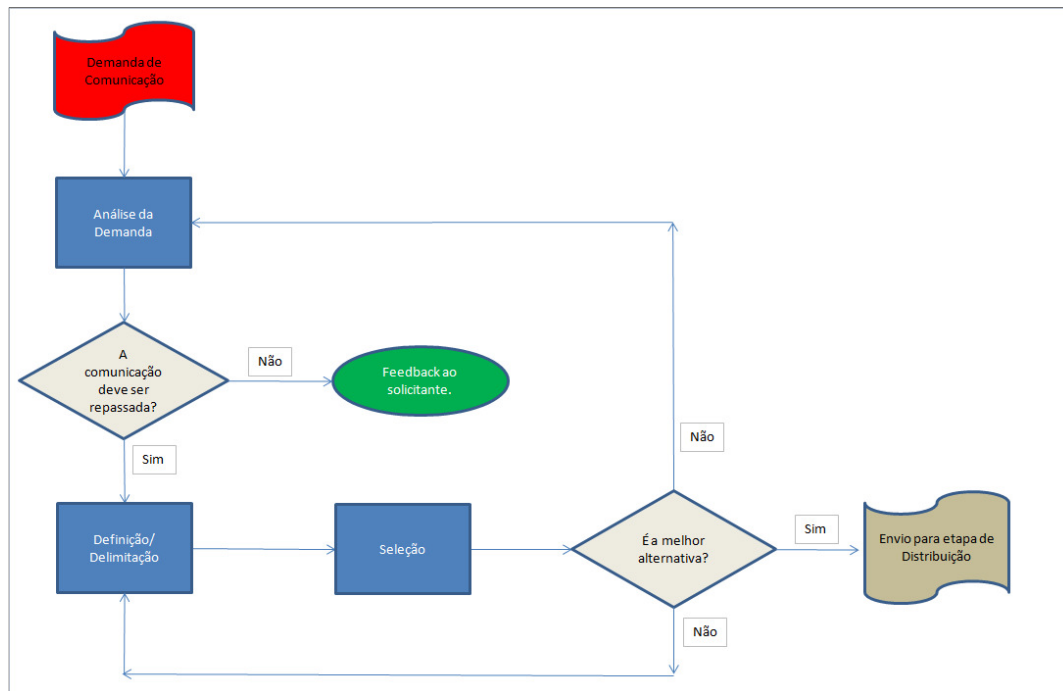 Demanda de
Comunicação
Análise da
Demanda
A
comunicação
deve ser
repassada?
Não
Feedback ao
solicitante.
Sim
Definição/
Delimitação
Seleção
É a melhor
alternativa?
Não
Sim
Envio para etapa de
Distribuição
Não